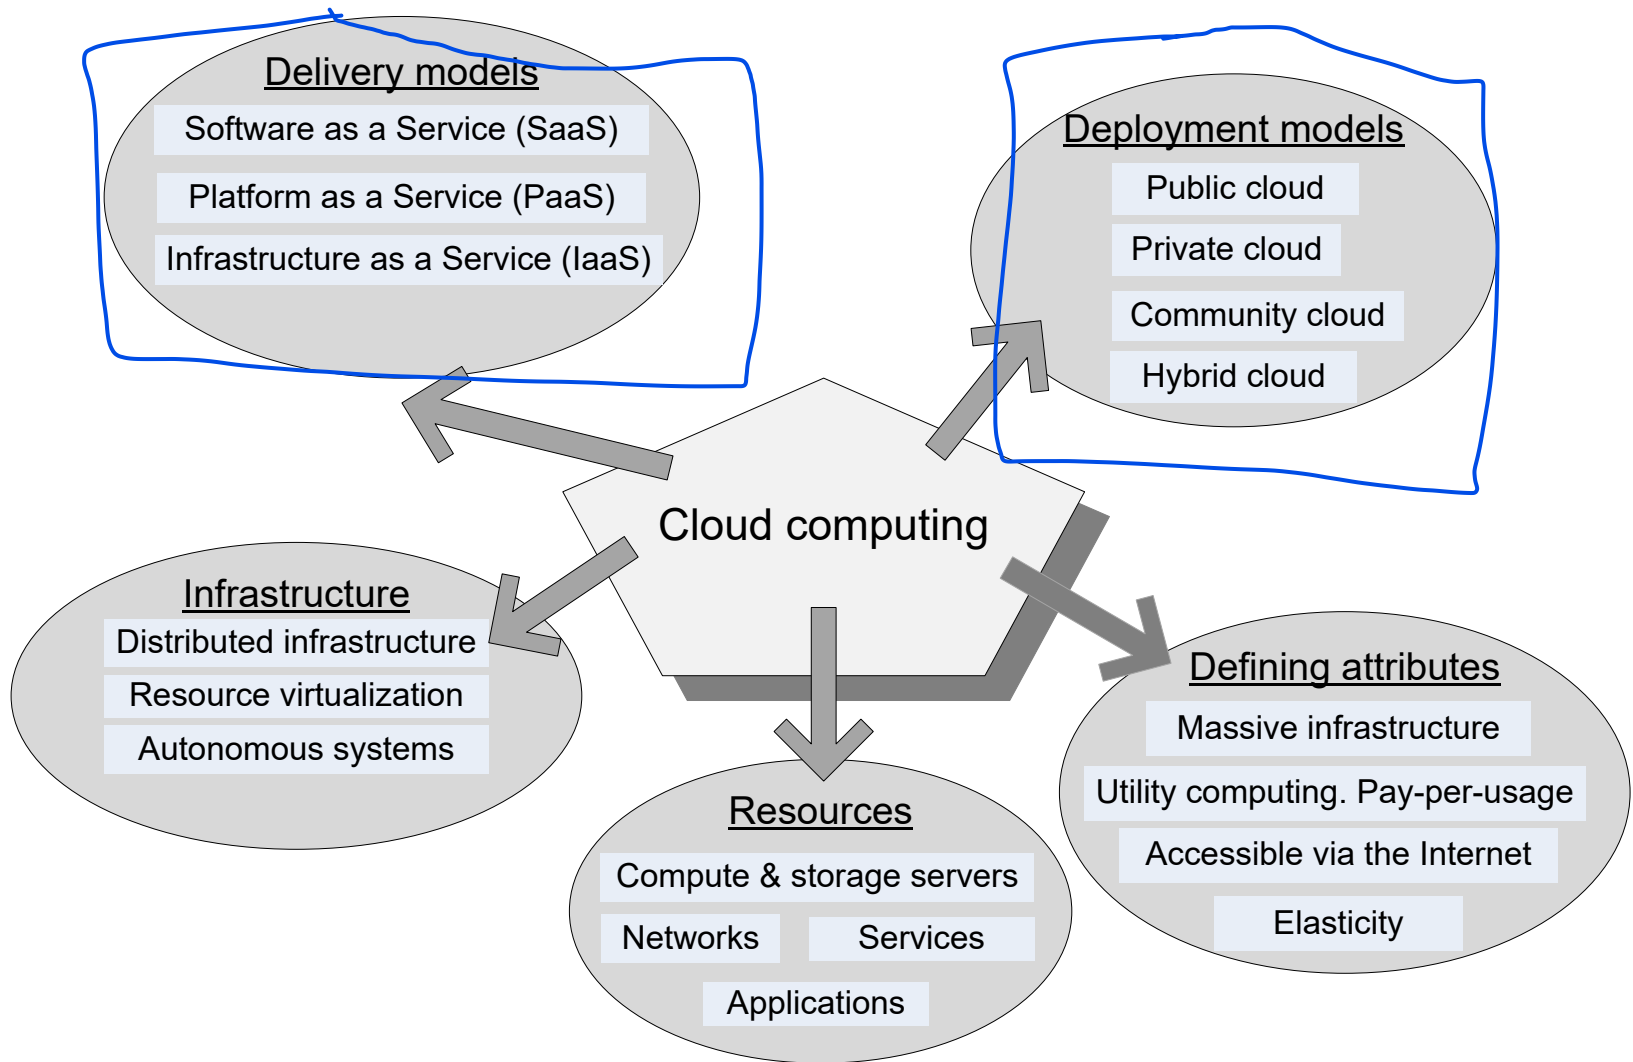 Delivery models
Software as a Service (SaaS)
Platform as a Service (PaaS)
Infrastructure as a Service (IaaS)
Deployment models
Public cloud
Private cloud
Community cloud
Hybrid cloud
Cloud computing
Infrastructure
Distributed infrastructure
Resource virtualization
Autonomous systems
Resources
Compute & storage servers
Networks Services
Applications
Defining attributes
Massive infrastructure
Utility computing. Pay-per-usage
Accessible via the Internet
Elasticity